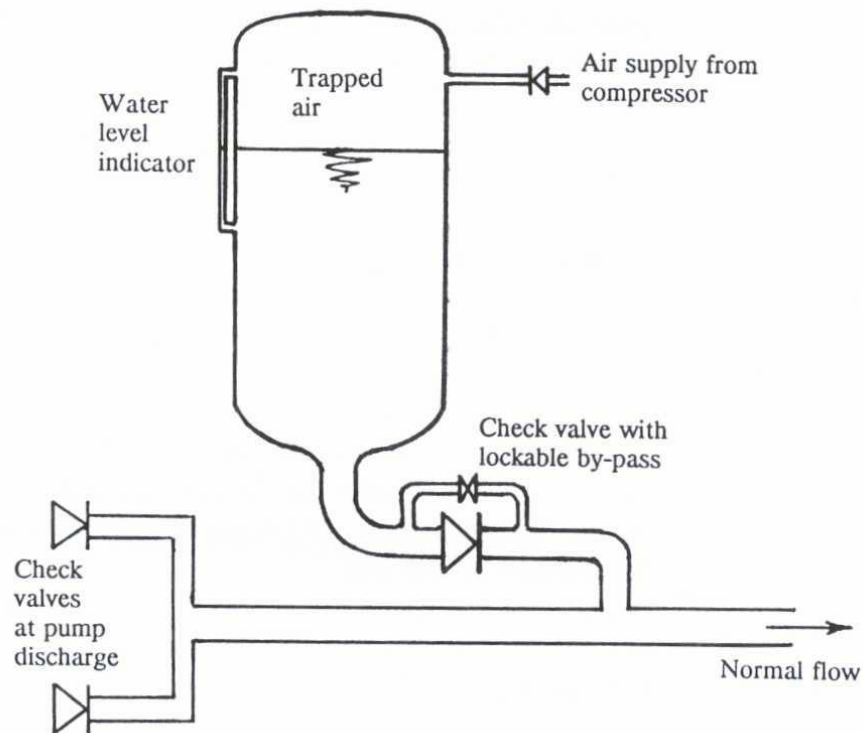 Trapped
air
Air supply from
compressor
Water
level
indicator
Check valve with
lockable by-pass
Check
valves
at pump
discharge
Normal flow